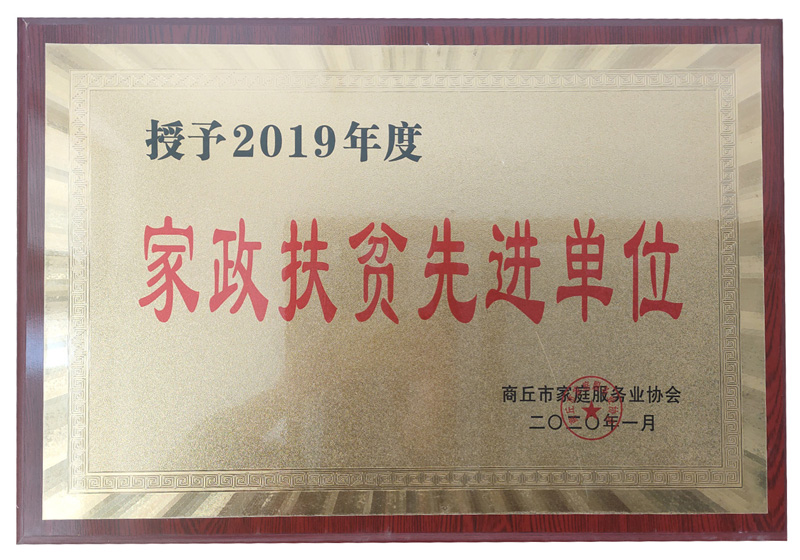 授予2019年度
家政扶贫先进单位
商丘市家庭服务业协会
二〇二〇年一月